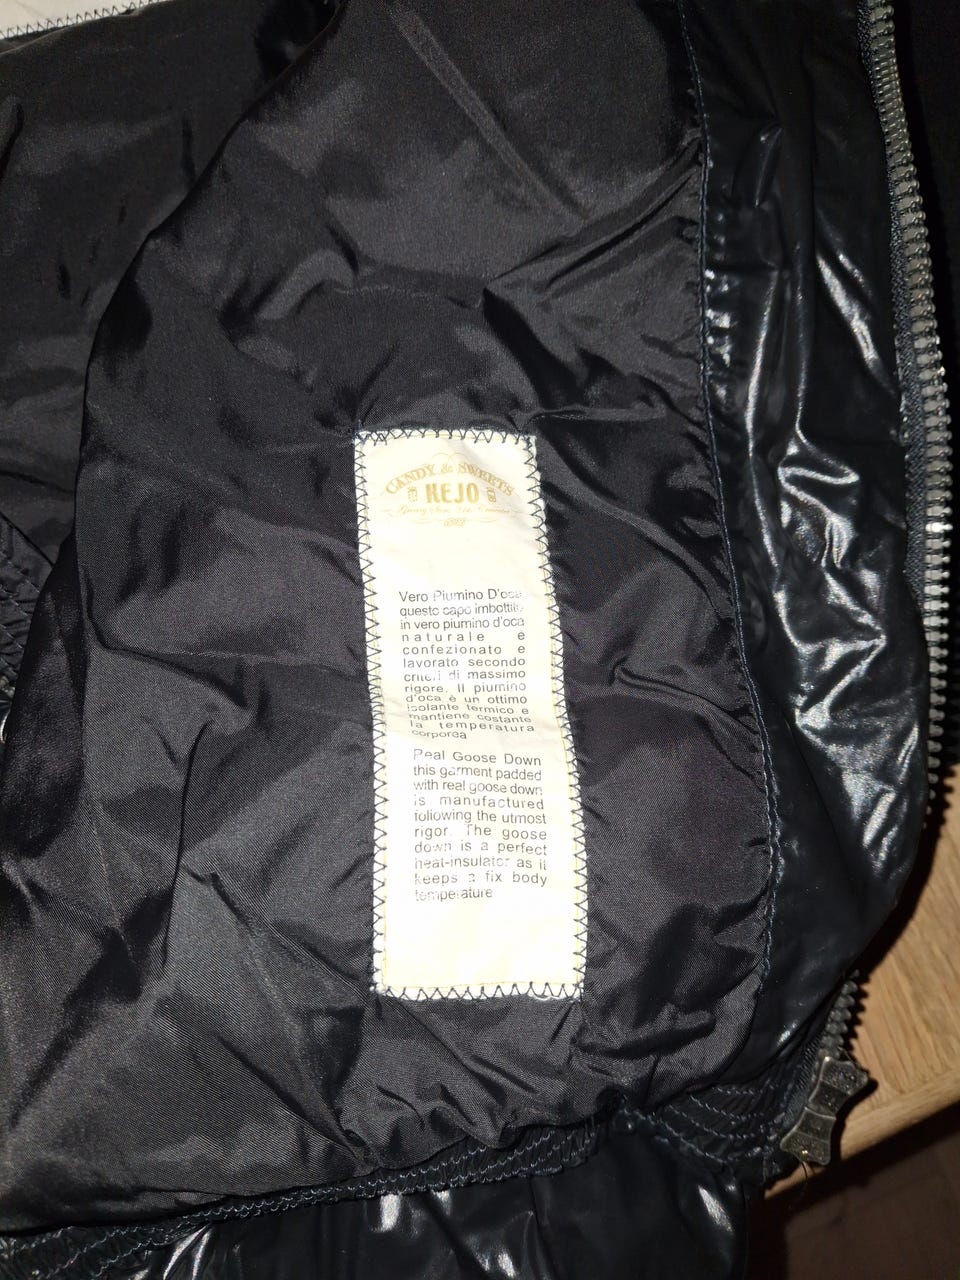 CANDY & SWEETS
KEJO
Vero Piumino D'oca
questo capo imbottito
in vero piumino d'oca
naturale è
confezionato e
lavorato secondo
criteri di massimo
rigore. Il piumino
d'oca è un ottimo
isolante termico e
mantiene costante
la temperatura
corporea
Real Goose Down
this garment padded
with real goose down
is manufactured
following the utmost
rigor. The goose
down is a perfect
heat-insulator as it
keeps a fix body
temperature